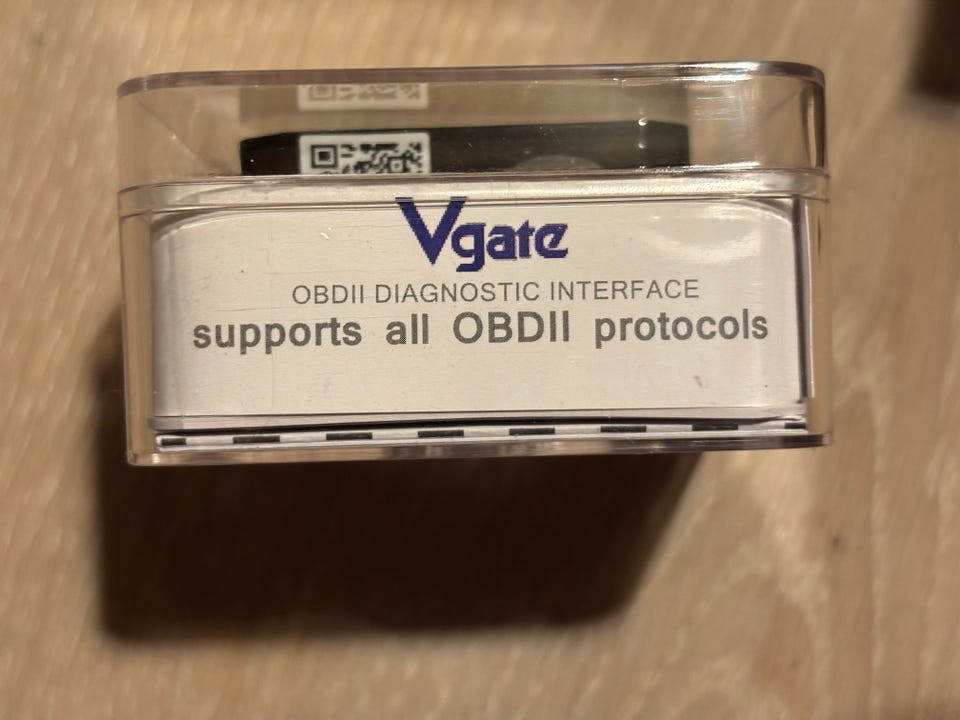 Vgate
OBDII DIAGNOSTIC INTERFACE
supports all OBDII protocols